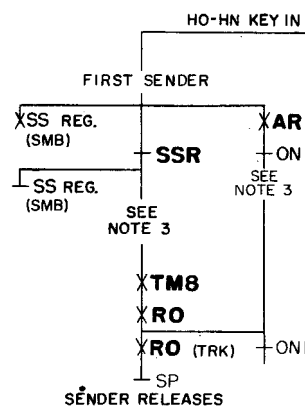 HO-HN KEY IN
FIRST SENDER
SS REG. (SMB)
AR
SSR
ON
SS REG. (SMB)
SEE NOTE 3
SEE NOTE 3
TM8
RO
RO (TRK)
ON
SP
SENDER RELEASES